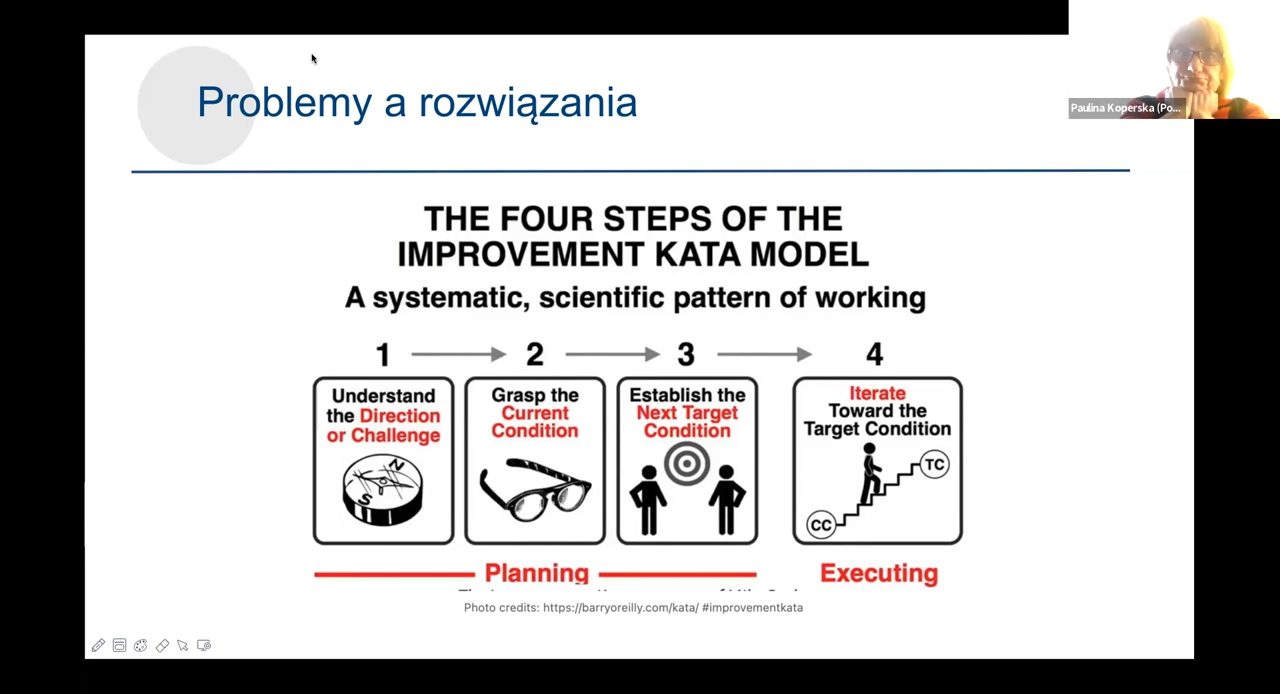 Problemy a rozwiązania
Paulina Koperska (Po...
THE FOUR STEPS OF THE
IMPROVEMENT KATA MODEL
A systematic, scientific pattern of working
1 2 3 4
Understand
the Direction
or Challenge
N
S
Grasp the
Current
Condition
Establish the
Next Target
Condition
Iterate
Toward the
Target Condition
TC
CC
Planning
Executing
Photo credits: https://barryoreilly.com/kata/ #improvementkata